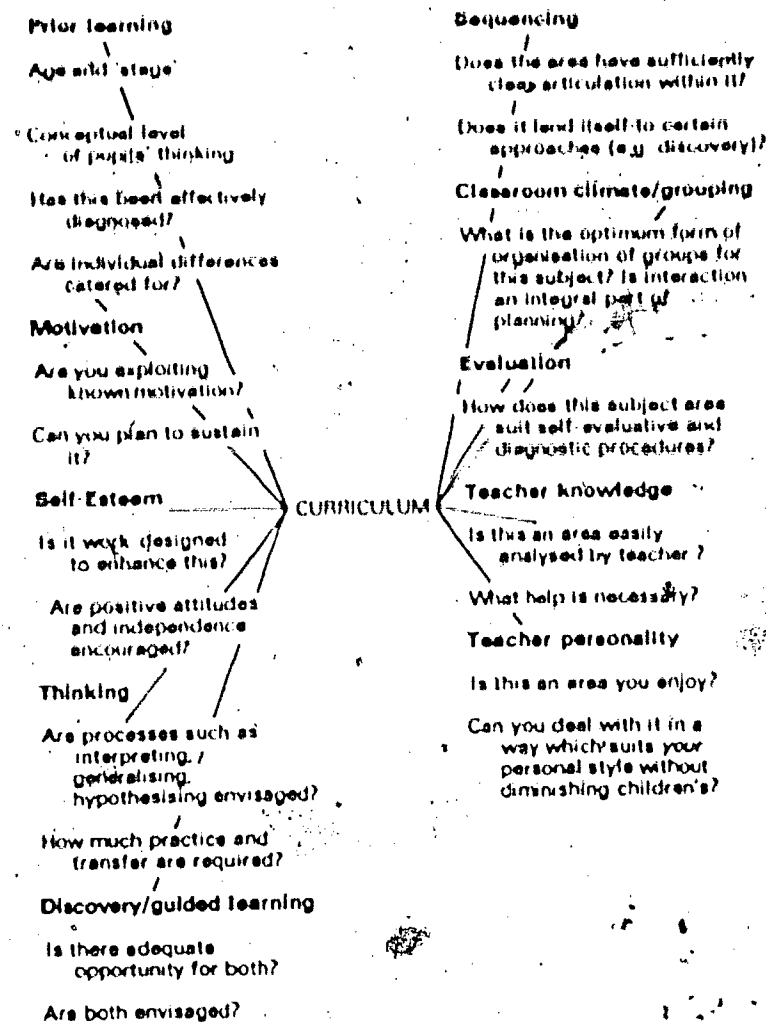 Prior learning
Age and 'stage'
Conceptual level
of pupils' thinking
Has this been effectively
diagnosed?
Are individual differences
catered for?
Motivation
Are you exploiting
known motivation?
Can you plan to sustain
it?
Self-Esteem
Is it work designed
to enhance this?
Are positive attitudes
and independence
encouraged?
Thinking
Are processes such as
interpreting,
generalising,
hypothesising envisaged?
How much practice and
transfer are required?
Discovery/guided learning
Is there adequate
opportunity for both?
Are both envisaged?
CURRICULUM
Sequencing
Does the area have sufficiently
clear articulation within it?
Does it lend itself to certain
approaches (e.g. discovery)?
Classroom climate/grouping
What is the optimum form of
organisation of groups for
this subject? Is interaction
an integral part of
planning?
Evaluation
How does this subject area
suit self-evaluative and
diagnostic procedures?
Teacher knowledge
Is this an area easily
analysed by teacher ?
What help is necessary?
Teacher personality
Is this an area you enjoy?
Can you deal with it in a
way which suits your
personal style without
diminishing children's?